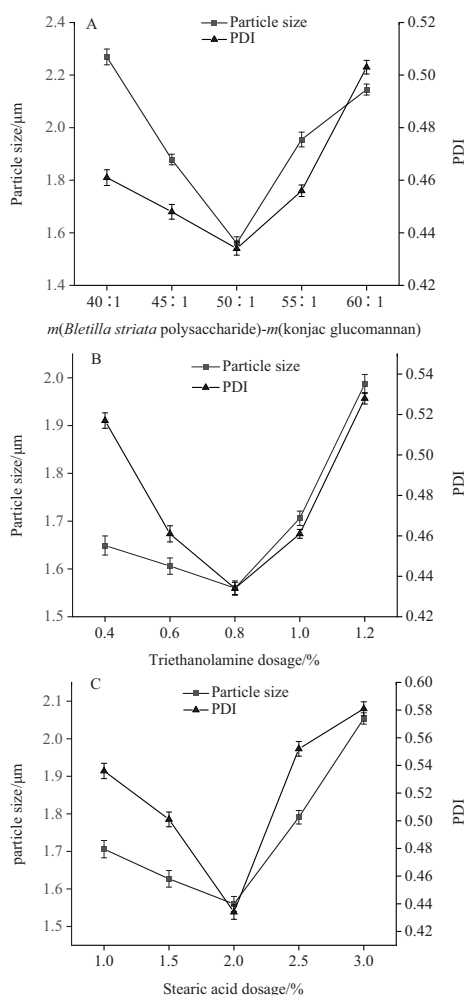 A
Particle size
PDI
2.4
2.2
2.0
1.8
1.6
1.4
Particle size/μm
0.52
0.50
0.48
0.46
0.44
0.42
PDI
40∶1 45∶1 50∶1 55∶1 60∶1
m(Bletilla striata polysaccharide)-m(konjac glucomannan)
B
Particle size
PDI
2.0
1.9
1.8
1.7
1.6
1.5
Particle size/μm
0.54
0.52
0.50
0.48
0.46
0.44
0.42
PDI
0.4 0.6 0.8 1.0 1.2
Triethanolamine dosage/%
C
Particle size
PDI
2.1
2.0
1.9
1.8
1.7
1.6
1.5
particle size/μm
0.60
0.58
0.56
0.54
0.52
0.50
0.48
0.46
0.44
0.42
PDI
1.0 1.5 2.0 2.5 3.0
Stearic acid dosage/%